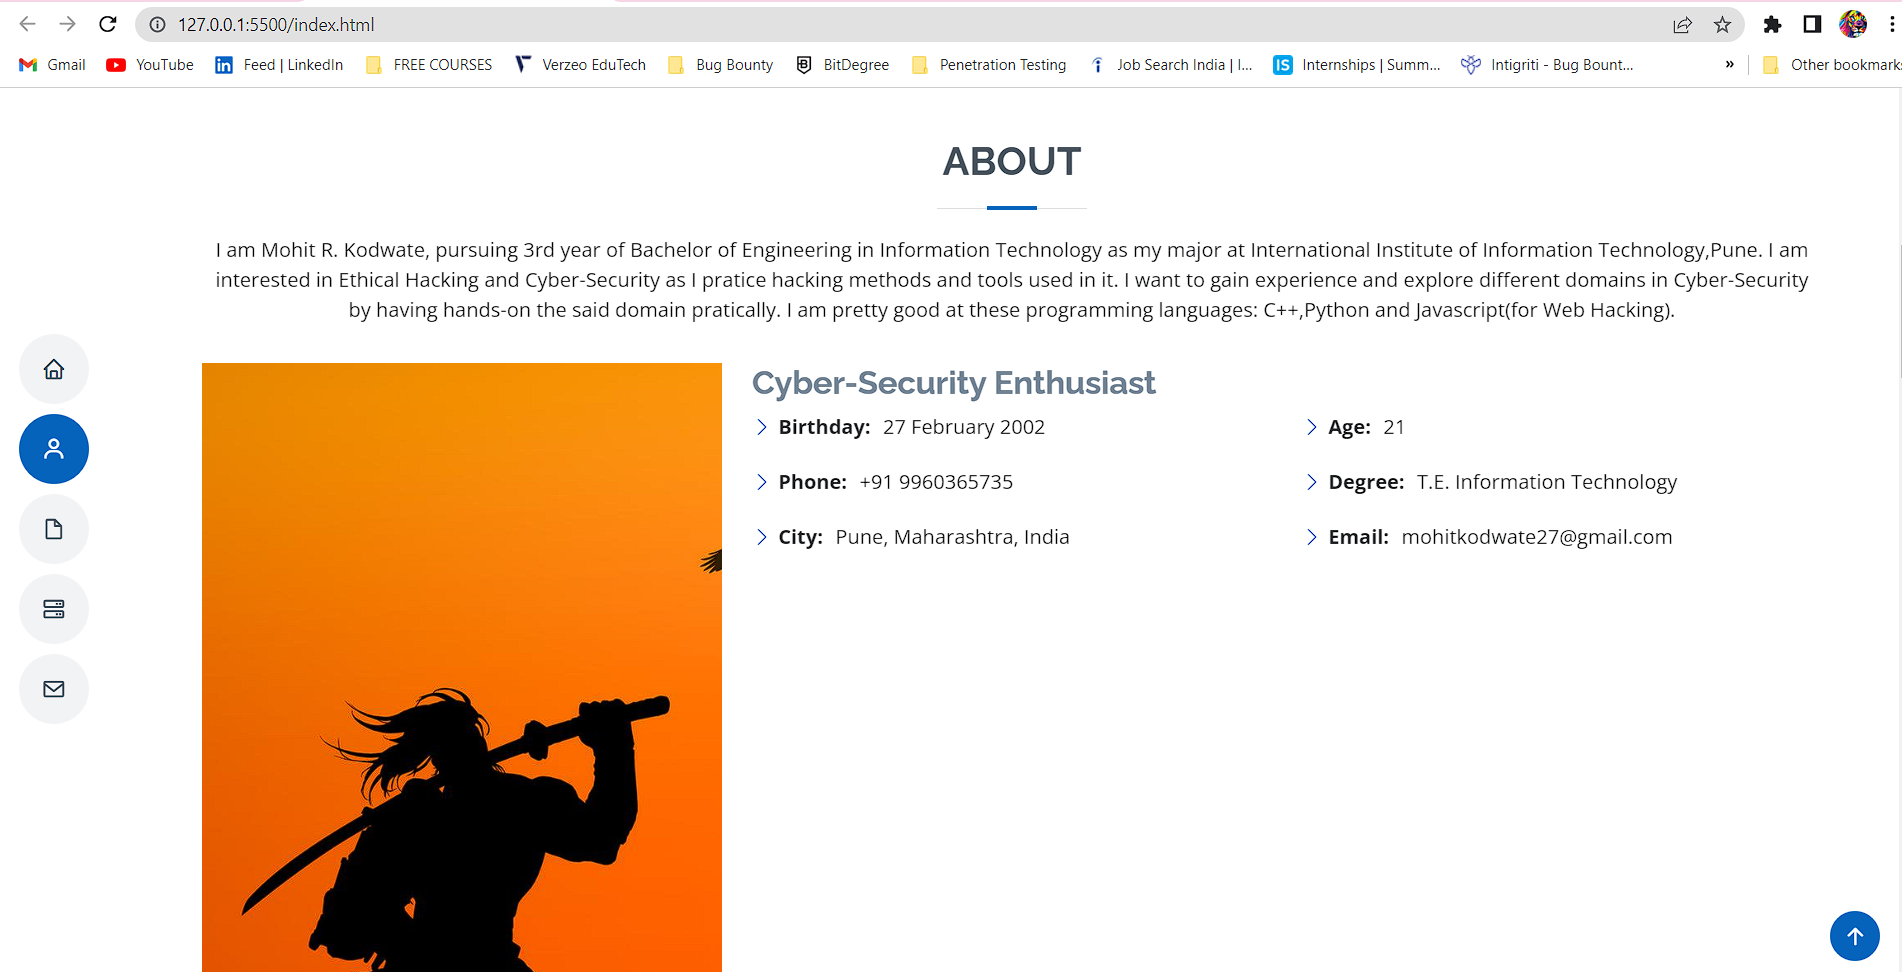 127.0.0.1:5500/index.html
Gmail YouTube Feed | LinkedIn FREE COURSES Verzeo EduTech Bug Bounty BitDegree Penetration Testing Job Search India | I... Internships | Summ... Intigriti - Bug Bount... » Other bookmarks
ABOUT
I am Mohit R. Kodwate, pursuing 3rd year of Bachelor of Engineering in Information Technology as my major at International Institute of Information Technology,Pune. I am
interested in Ethical Hacking and Cyber-Security as I pratice hacking methods and tools used in it. I want to gain experience and explore different domains in Cyber-Security
by having hands-on the said domain pratically. I am pretty good at these programming languages: C++,Python and Javascript(for Web Hacking).
Cyber-Security Enthusiast
Birthday: 27 February 2002 Age: 21
Phone: +91 9960365735 Degree: T.E. Information Technology
City: Pune, Maharashtra, India Email: mohitkodwate27@gmail.com